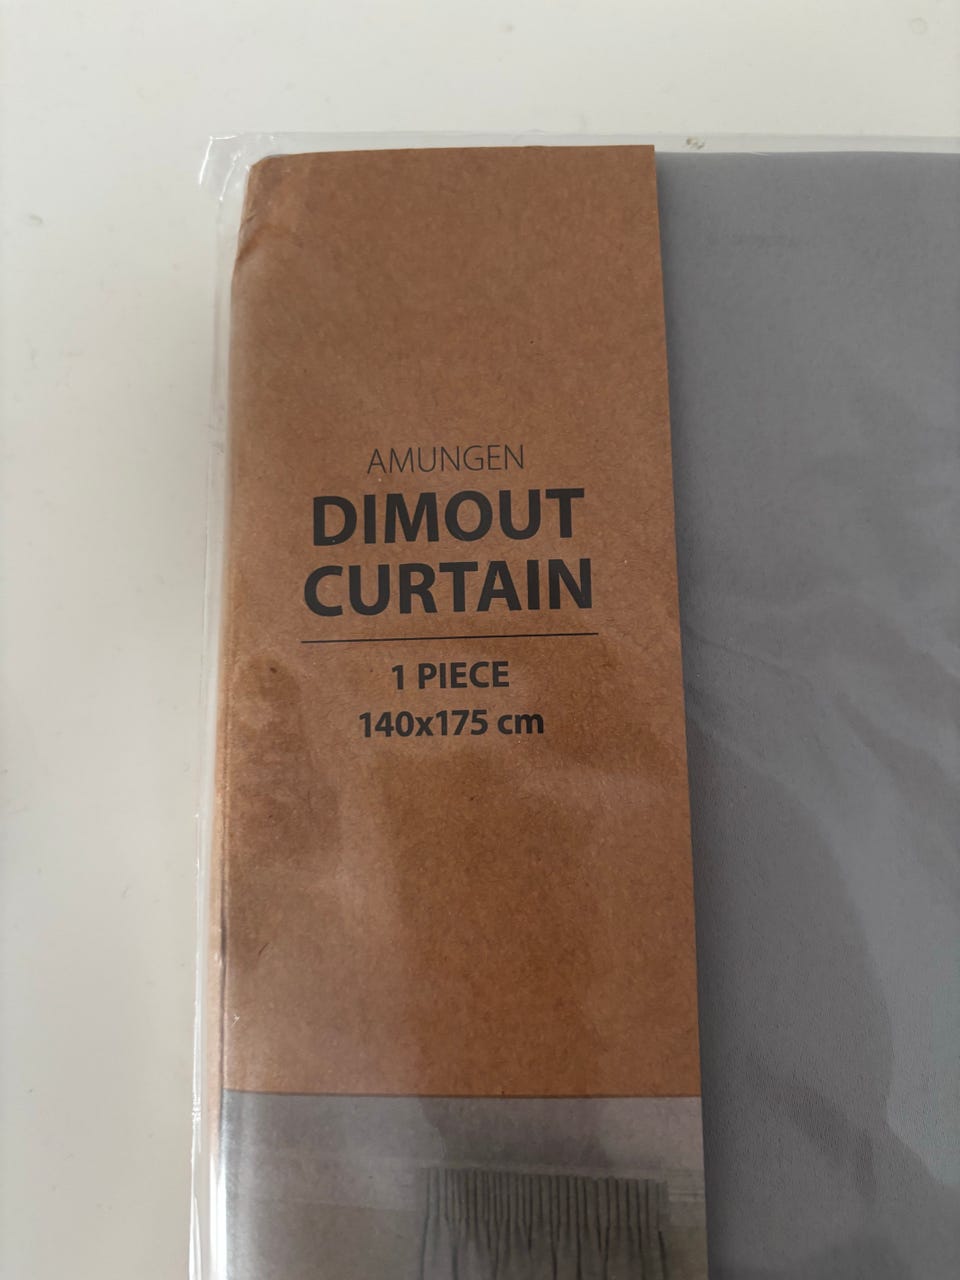 AMUNGEN
DIMOUT
CURTAIN
1 PIECE
140x175 cm